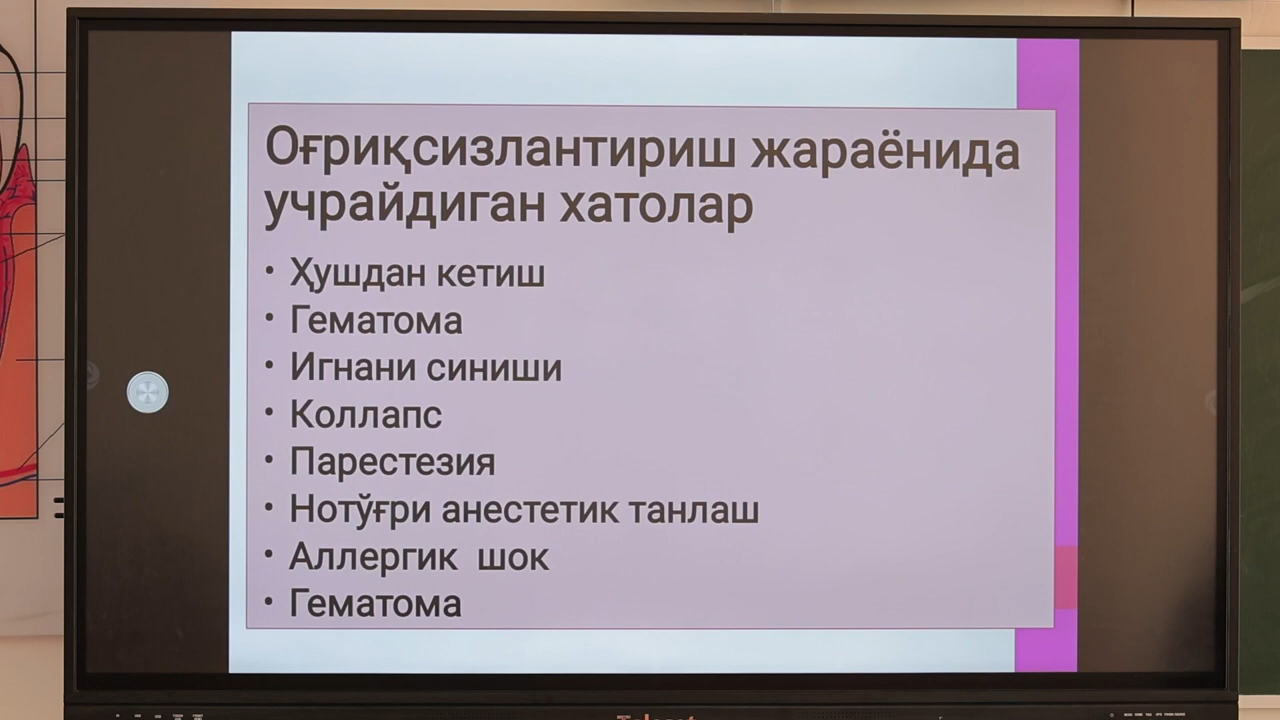 Оғриқсизлантириш жараёнида
учрайдиган хатолар
• Ҳушдан кетиш
• Гематома
• Игнани синиши
• Коллапс
• Парестезия
• Нотўғри анестетик танлаш
• Аллергик шок
• Гематома